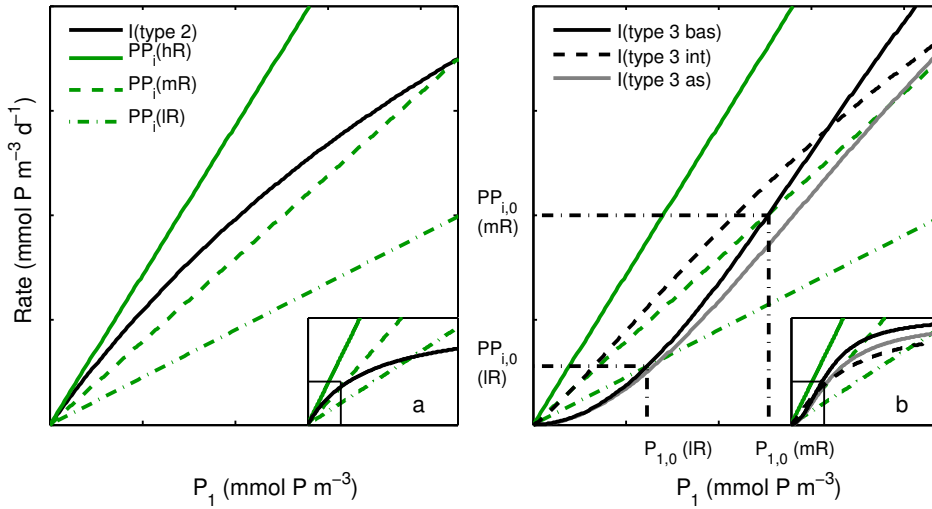 I(type 2)
PP_i(hR)
PP_i(mR)
PP_i(lR)
Rate (mmol P m^−3 d^−1)
a
P_1 (mmol P m^−3)
I(type 3 bas)
I(type 3 int)
I(type 3 as)
PP_i,0
(mR)
PP_i,0
(lR)
b
P_1,0 (lR)
P_1,0 (mR)
P_1 (mmol P m^−3)